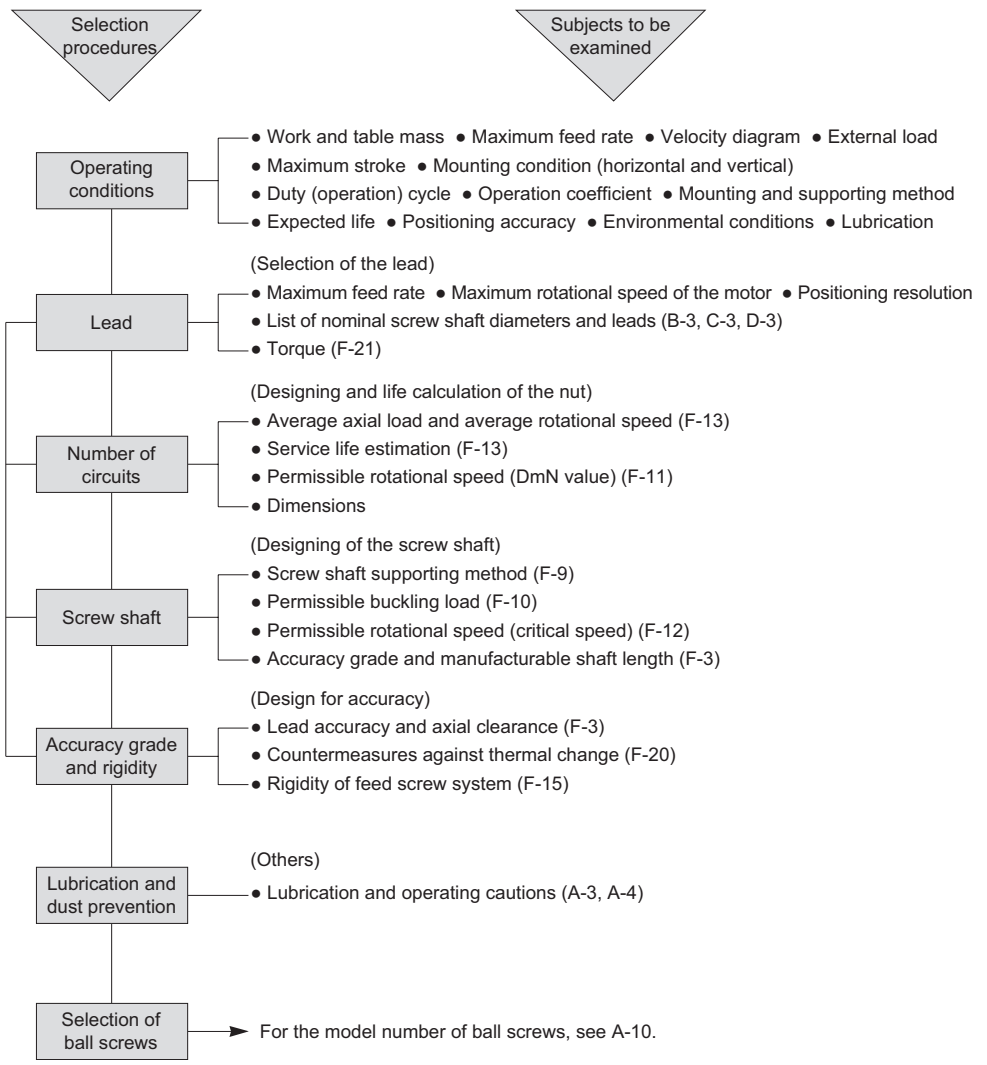 Selection
procedures
Subjects to be
examined
Operating
conditions
● Work and table mass ● Maximum feed rate ● Velocity diagram ● External load
● Maximum stroke ● Mounting condition (horizontal and vertical)
● Duty (operation) cycle ● Operation coefficient ● Mounting and supporting method
● Expected life ● Positioning accuracy ● Environmental conditions ● Lubrication
Lead
(Selection of the lead)
● Maximum feed rate ● Maximum rotational speed of the motor ● Positioning resolution
● List of nominal screw shaft diameters and leads (B-3, C-3, D-3)
● Torque (F-21)
Number of
circuits
(Designing and life calculation of the nut)
● Average axial load and average rotational speed (F-13)
● Service life estimation (F-13)
● Permissible rotational speed (DmN value) (F-11)
● Dimensions
Screw shaft
(Designing of the screw shaft)
● Screw shaft supporting method (F-9)
● Permissible buckling load (F-10)
● Permissible rotational speed (critical speed) (F-12)
● Accuracy grade and manufacturable shaft length (F-3)
Accuracy grade
and rigidity
(Design for accuracy)
● Lead accuracy and axial clearance (F-3)
● Countermeasures against thermal change (F-20)
● Rigidity of feed screw system (F-15)
Lubrication and
dust prevention
(Others)
● Lubrication and operating cautions (A-3, A-4)
Selection of
ball screws
For the model number of ball screws, see A-10.